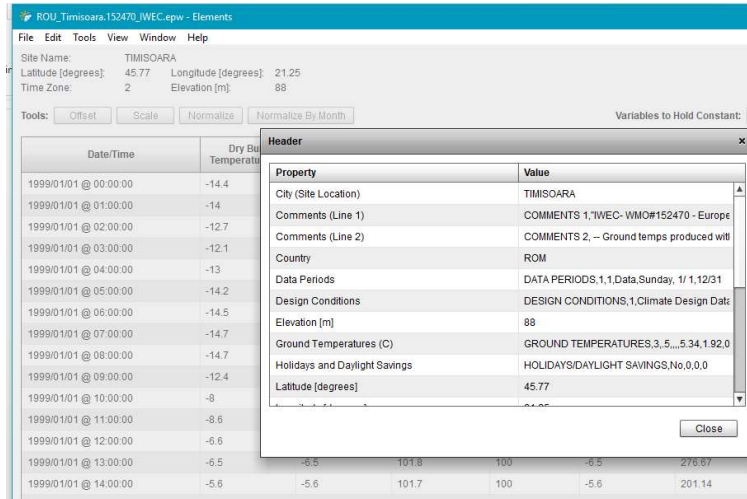 ROU_Timisoara.152470_IWEC.epw - Elements
File Edit Tools View Window Help
Site Name: TIMISOARA
Latitude [degrees]: 45.77 Longitude [degrees]: 21.25
Time Zone: 2 Elevation [m]: 88
Tools: Offset Scale Normalize Normalize By Month Variables to Hold Constant:
Date/Time Dry Bu
Temperatu
1999/01/01 @ 00:00:00 -14.4
1999/01/01 @ 01:00:00 -14
1999/01/01 @ 02:00:00 -12.7
1999/01/01 @ 03:00:00 -12.1
1999/01/01 @ 04:00:00 -13
1999/01/01 @ 05:00:00 -14.2
1999/01/01 @ 06:00:00 -14.5
1999/01/01 @ 07:00:00 -14.7
1999/01/01 @ 08:00:00 -14.7
1999/01/01 @ 09:00:00 -12.4
1999/01/01 @ 10:00:00 -8
1999/01/01 @ 11:00:00 -8.6
1999/01/01 @ 12:00:00 -6.6
1999/01/01 @ 13:00:00 -6.5 -6.5 101.8 100 -6.5 276.67
1999/01/01 @ 14:00:00 -5.6 -5.6 101.7 100 -5.6 201.14
Header
Property Value
City (Site Location) TIMISOARA
Comments (Line 1) COMMENTS 1,"IWEC- WMO#152470 - Europe
Comments (Line 2) COMMENTS 2, -- Ground temps produced wit
Country ROM
Data Periods DATA PERIODS,1,1,Data,Sunday, 1/ 1,12/31
Design Conditions DESIGN CONDITIONS,1,Climate Design Data
Elevation [m] 88
Ground Temperatures (C) GROUND TEMPERATURES,3,.5,,,,5.34,1.92,0
Holidays and Daylight Savings HOLIDAYS/DAYLIGHT SAVINGS,No,0,0,0
Latitude [degrees] 45.77
Close